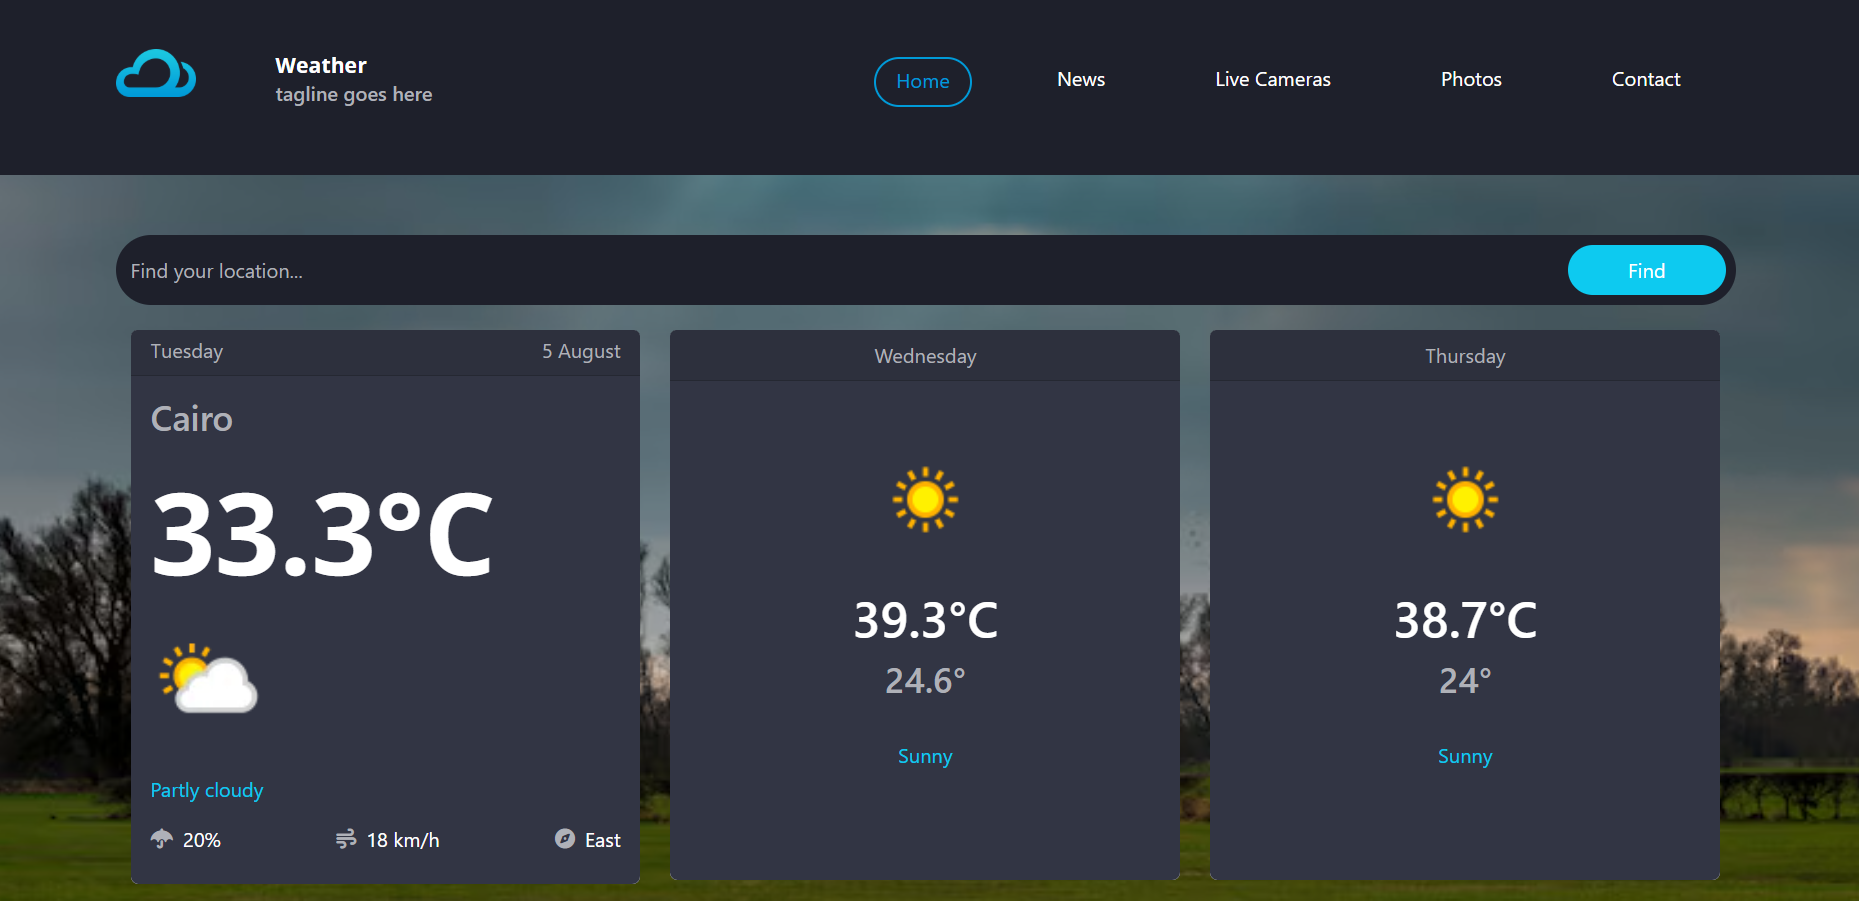 Weather
tagline goes here
Home News Live Cameras Photos Contact
Find your location...
Find
Tuesday 5 August
Cairo
33.3°C
Partly cloudy
20% 18 km/h East
Wednesday
39.3°C
24.6°
Sunny
Thursday
38.7°C
24°
Sunny